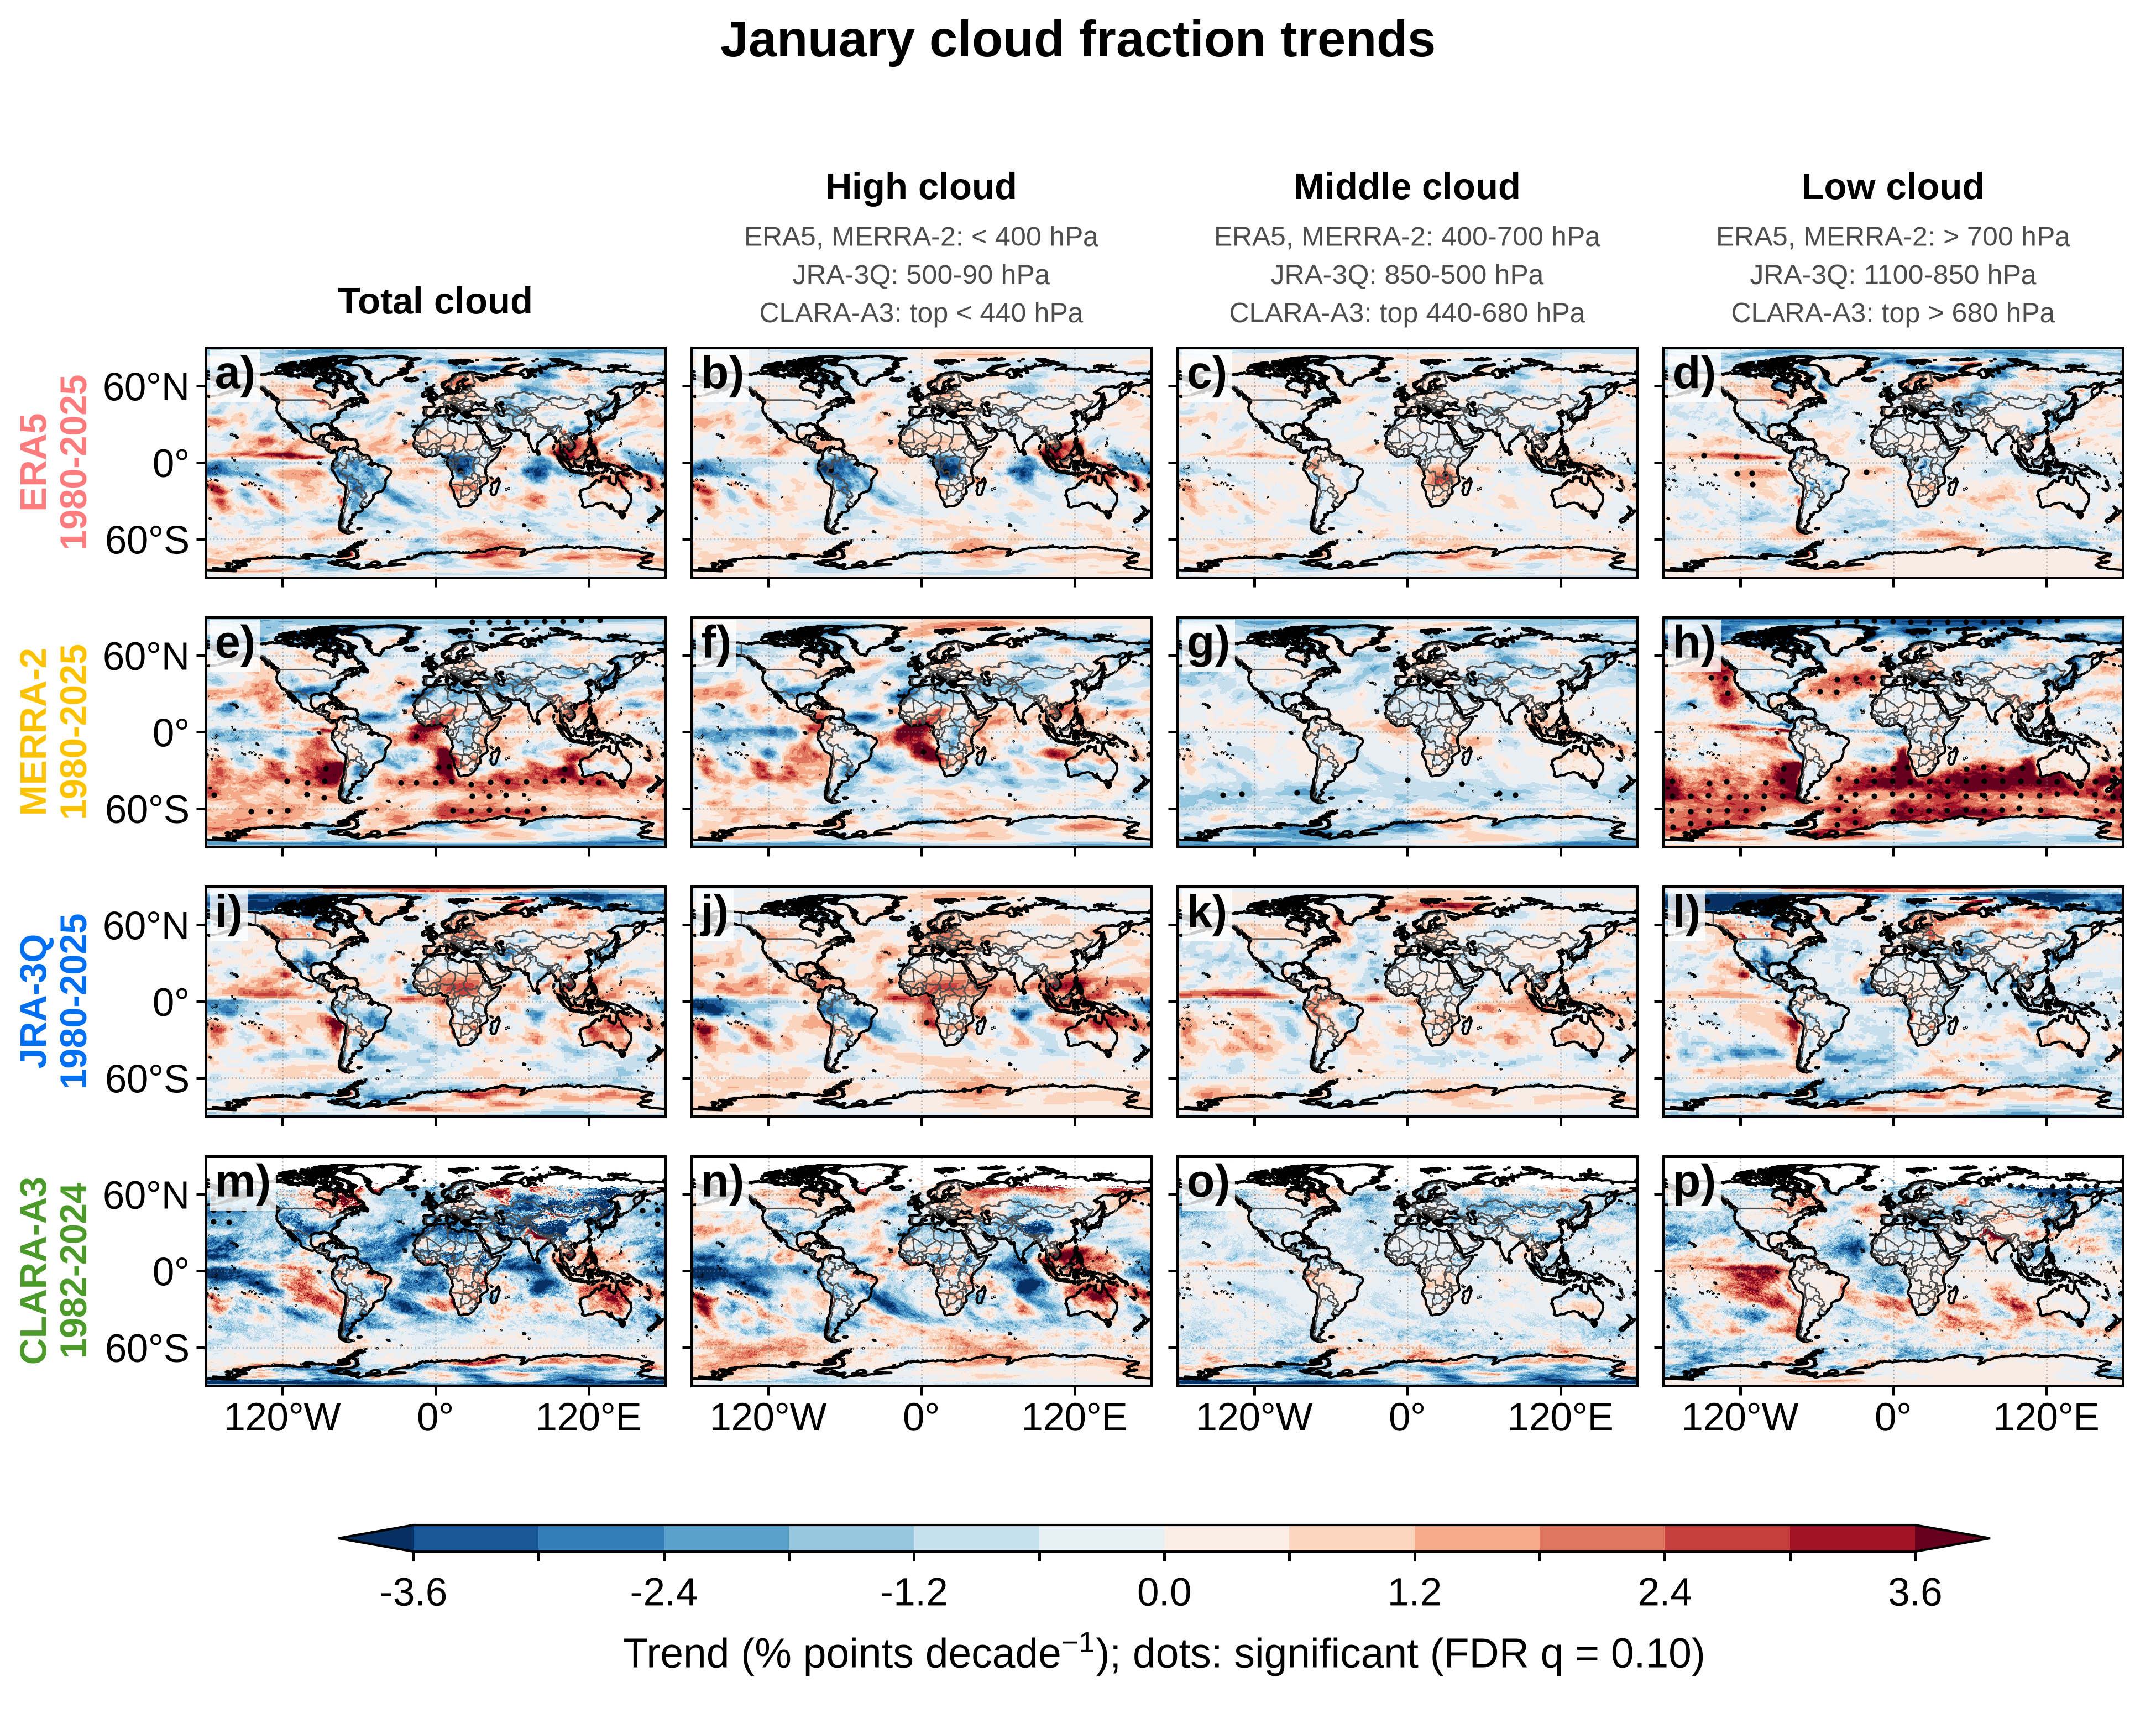 January cloud fraction trends
Total cloud
High cloud
ERA5, MERRA-2: < 400 hPa
JRA-3Q: 500-90 hPa
CLARA-A3: top < 440 hPa
Middle cloud
ERA5, MERRA-2: 400-700 hPa
JRA-3Q: 850-500 hPa
CLARA-A3: top 440-680 hPa
Low cloud
ERA5, MERRA-2: > 700 hPa
JRA-3Q: 1100-850 hPa
CLARA-A3: top > 680 hPa
ERA5
1980-2025
60°N
0°
60°S
a)
b)
c)
d)
MERRA-2
1980-2025
60°N
0°
60°S
e)
f)
g)
h)
JRA-3Q
1980-2025
60°N
0°
60°S
i)
j)
k)
l)
CLARA-A3
1982-2024
60°N
0°
60°S
m)
n)
o)
p)
120°W 0° 120°E 120°W 0° 120°E 120°W 0° 120°E 120°W 0° 120°E
-3.6 -2.4 -1.2 0.0 1.2 2.4 3.6
Trend (% points decade⁻¹); dots: significant (FDR q = 0.10)